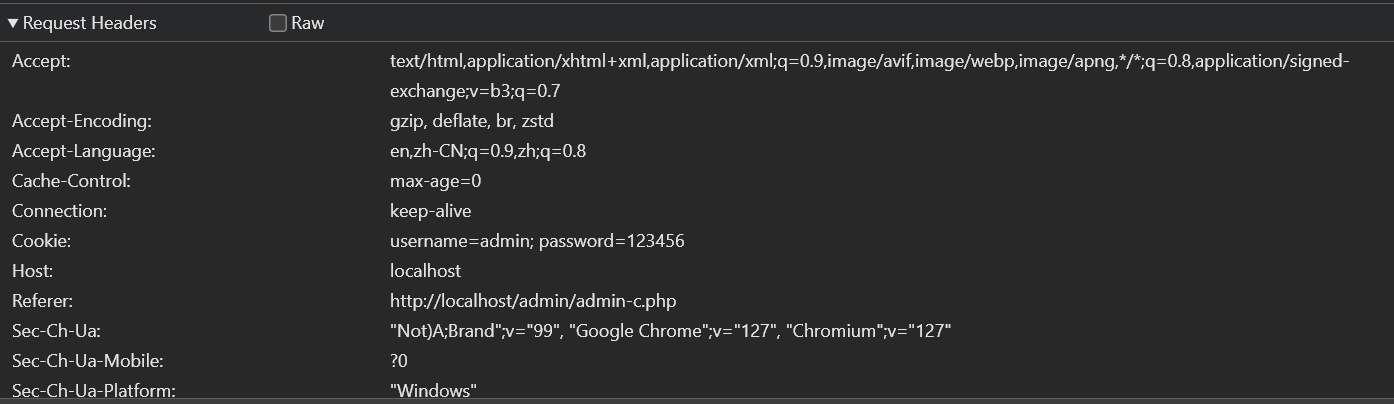 Request Headers Raw
Accept: text/html,application/xhtml+xml,application/xml;q=0.9,image/avif,image/webp,image/apng,*/*;q=0.8,application/signed-
exchange;v=b3;q=0.7
Accept-Encoding: gzip, deflate, br, zstd
Accept-Language: en,zh-CN;q=0.9,zh;q=0.8
Cache-Control: max-age=0
Connection: keep-alive
Cookie: username=admin; password=123456
Host: localhost
Referer: http://localhost/admin/admin-c.php
Sec-Ch-Ua: "Not)A;Brand";v="99", "Google Chrome";v="127", "Chromium";v="127"
Sec-Ch-Ua-Mobile: ?0
Sec-Ch-Ua-Platform: "Windows"